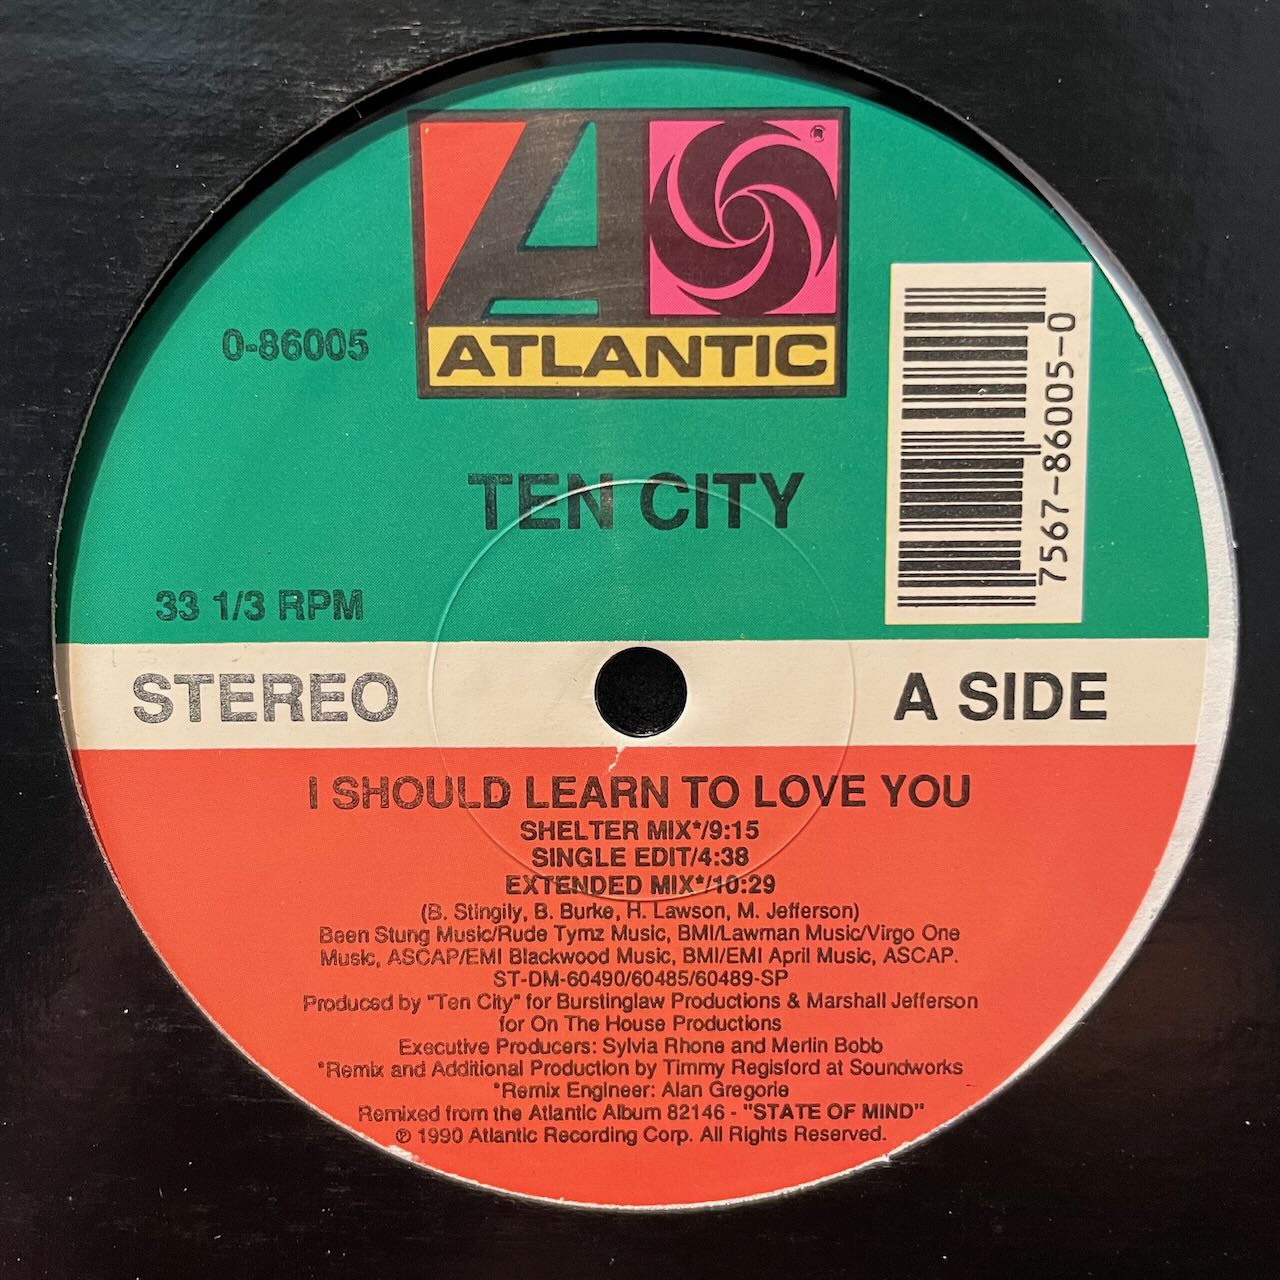 ®
ATLANTIC
0-86005
7567-86005-0
TEN CITY
33 1/3 RPM
STEREO
A SIDE
I SHOULD LEARN TO LOVE YOU
SHELTER MIX*/9:15
SINGLE EDIT/4:38
EXTENDED MIX*/10:29
(B. Stingily, B. Burke, H. Lawson, M. Jefferson)
Been Stung Music/Rude Tymz Music, BMI/Lawman Music/Virgo One
Music, ASCAP/EMI Blackwood Music, BMI/EMI April Music, ASCAP.
ST-DM-60490/60485/60489-SP
Produced by "Ten City" for Burstinglaw Productions & Marshall Jefferson
for On The House Productions
Executive Producers: Sylvia Rhone and Merlin Bobb
*Remix and Additional Production by Timmy Regisford at Soundworks
*Remix Engineer: Alan Gregorie
Remixed from the Atlantic Album 82146 - "STATE OF MIND"
℗ 1990 Atlantic Recording Corp. All Rights Reserved.